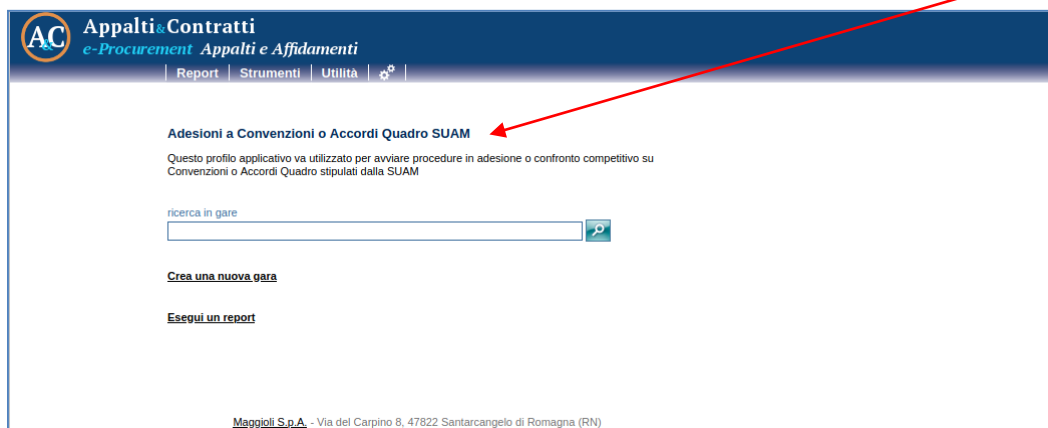 A&C
Appalti&Contratti
e-Procurement Appalti e Affidamenti
Report Strumenti Utilità
Adesioni a Convenzioni o Accordi Quadro SUAM
Questo profilo applicativo va utilizzato per avviare procedure in adesione o confronto competitivo su
Convenzioni o Accordi Quadro stipulati dalla SUAM
ricerca in gare
Crea una nuova gara
Esegui un report
Maggioli S.p.A. - Via del Carpino 8, 47822 Santarcangelo di Romagna (RN)